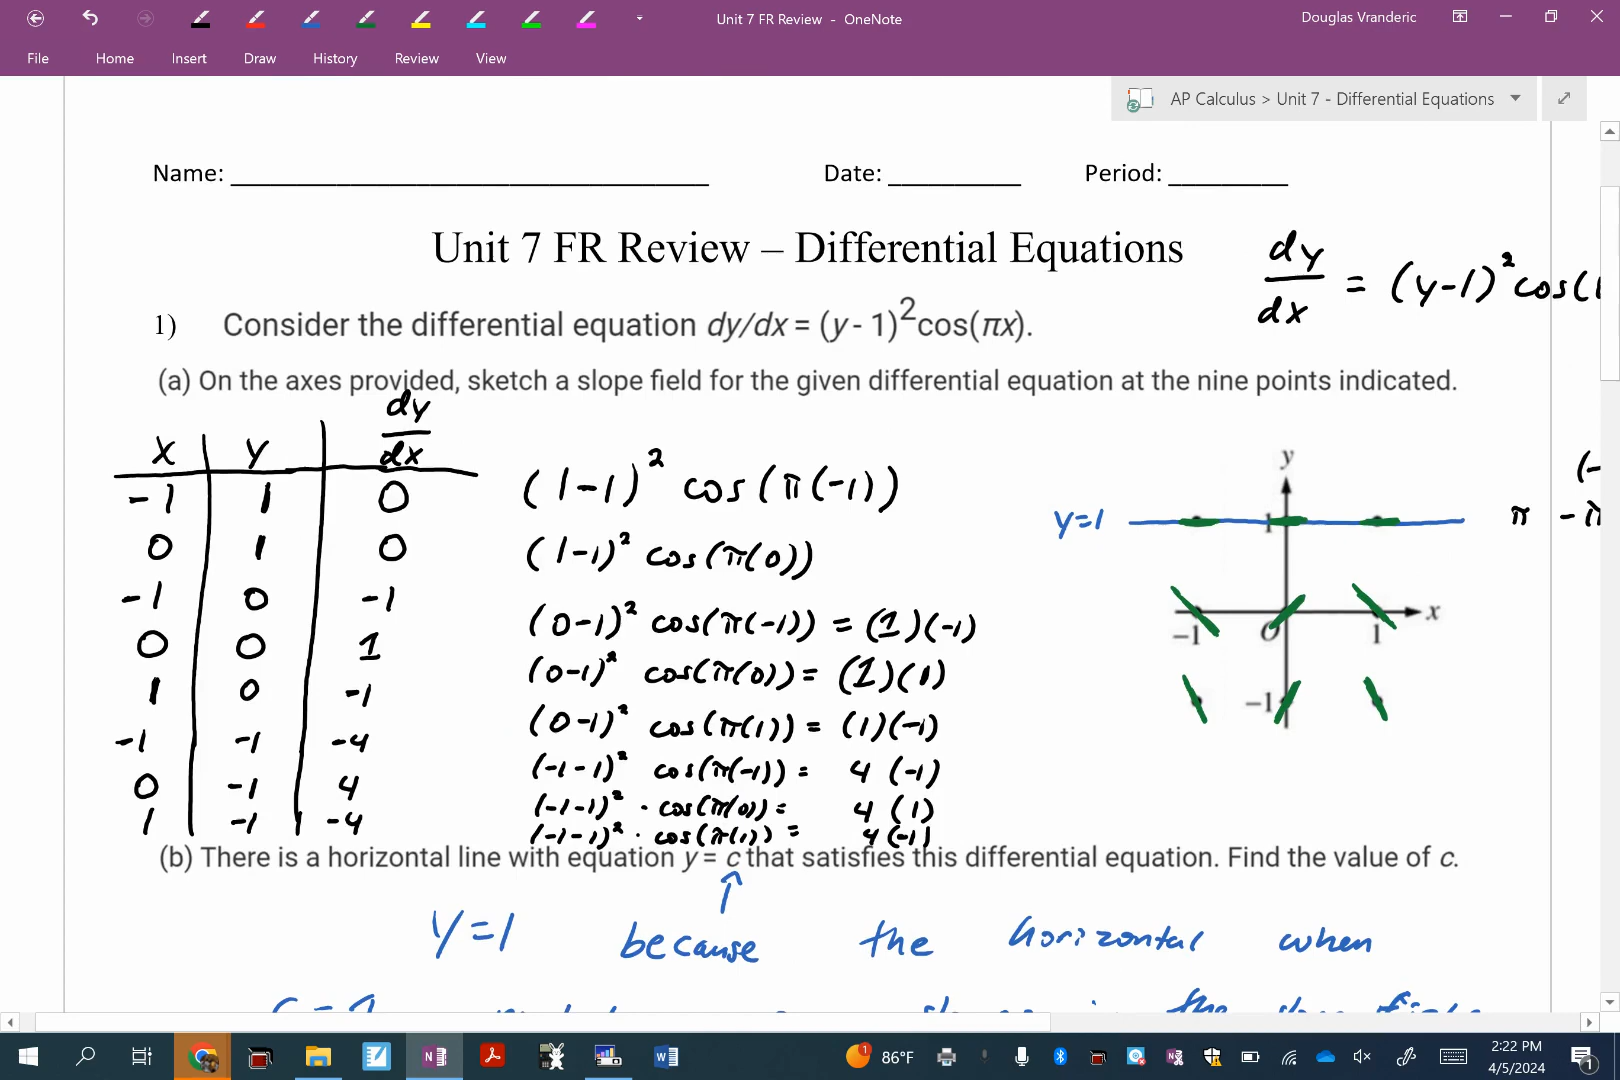 Unit 7 FR Review - OneNote
Douglas Vranderic
File Home Insert Draw History Review View
AP Calculus > Unit 7 - Differential Equations
Name: Date: Period:
Unit 7 FR Review – Differential Equations
dy/dx = (y-1)² cos(
1) Consider the differential equation dy/dx = (y - 1)²cos(πx).
(a) On the axes provided, sketch a slope field for the given differential equation at the nine points indicated.
x y dy/dx
-1 1 0 (1-1)² cos(π(-1))
0 1 0 (1-1)² cos(π(0))
-1 0 -1 (0-1)² cos(π(-1)) = (1)(-1)
0 0 1 (0-1)² cos(π(0)) = (1)(1)
1 0 -1 (0-1)² cos(π(1)) = (1)(-1)
-1 -1 -4 (-1-1)² cos(π(-1)) = 4(-1)
0 -1 4 (-1-1)² · cos(π(0)) = 4(1)
1 -1 -4 (-1-1)² · cos(π(1)) = 4(-1)
y
y=1 1
-1 O 1 x
-1
(-
π -π
(b) There is a horizontal line with equation y = c that satisfies this differential equation. Find the value of c.
y=1 because the horizontal when
86°F
2:22 PM
4/5/2024